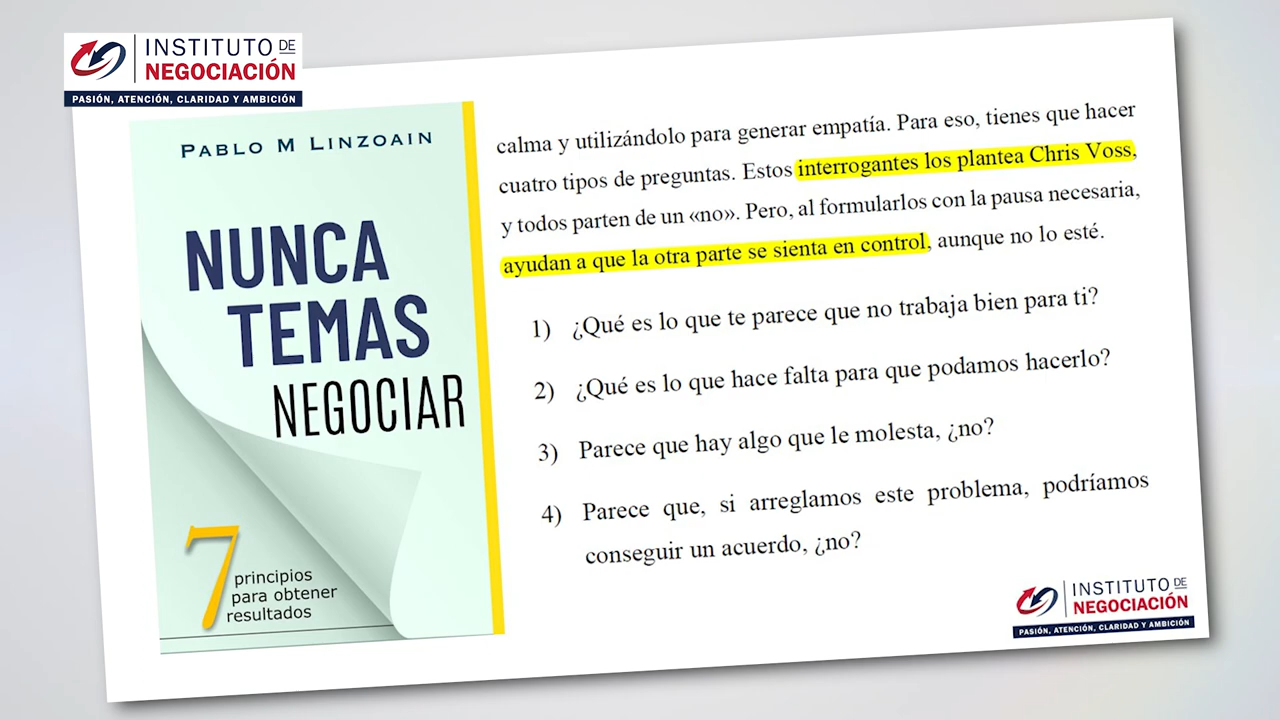 INSTITUTO DE
NEGOCIACIÓN
PASIÓN, ATENCIÓN, CLARIDAD Y AMBICIÓN
PABLO M LINZOAIN
NUNCA
TEMAS
NEGOCIAR
7 principios
para obtener
resultados
calma y utilizándolo para generar empatía. Para eso, tienes que hacer
cuatro tipos de preguntas. Estos interrogantes los plantea Chris Voss,
y todos parten de un «no». Pero, al formularlos con la pausa necesaria,
ayudan a que la otra parte se sienta en control, aunque no lo esté.
1) ¿Qué es lo que te parece que no trabaja bien para ti?
2) ¿Qué es lo que hace falta para que podamos hacerlo?
3) Parece que hay algo que le molesta, ¿no?
4) Parece que, si arreglamos este problema, podríamos
conseguir un acuerdo, ¿no?
INSTITUTO DE
NEGOCIACIÓN
PASIÓN, ATENCIÓN, CLARIDAD Y AMBICIÓN